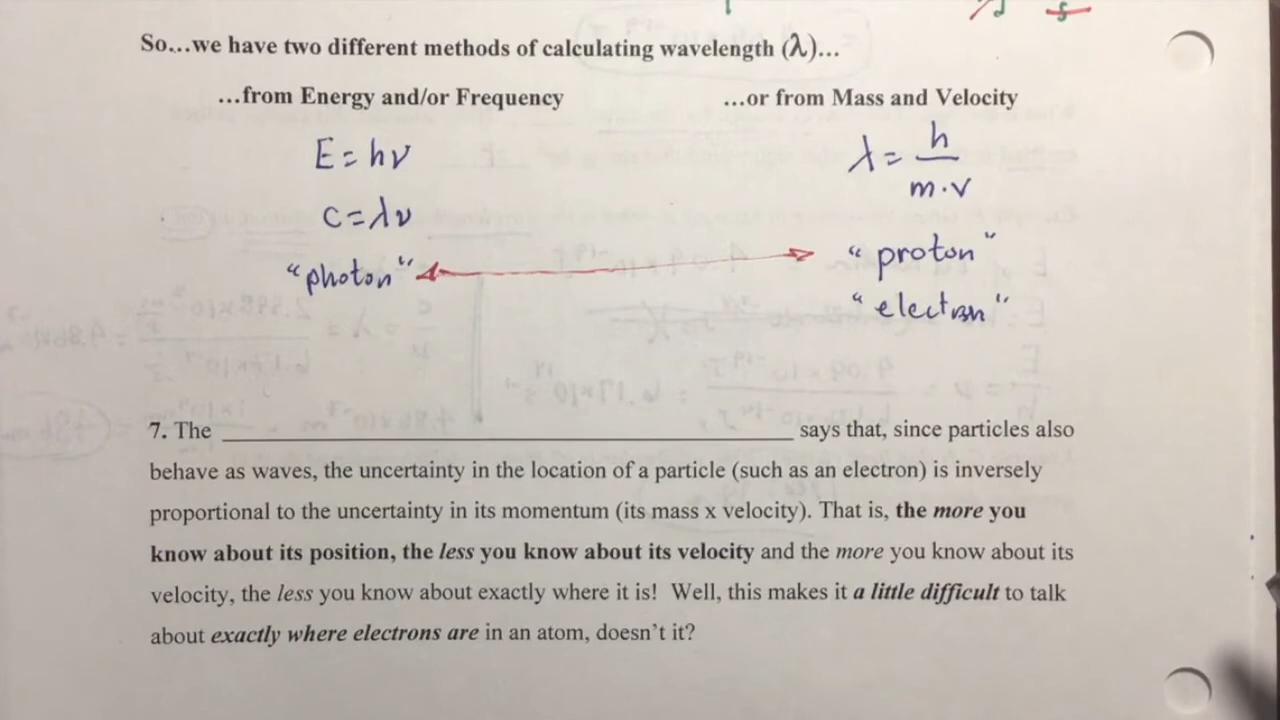 So...we have two different methods of calculating wavelength (λ)...
...from Energy and/or Frequency ...or from Mass and Velocity
E = hν λ = h / m·v
c = λν
"photon" "proton"
"electron"
7. The ______________________ says that, since particles also
behave as waves, the uncertainty in the location of a particle (such as an electron) is inversely
proportional to the uncertainty in its momentum (its mass x velocity). That is, the more you
know about its position, the less you know about its velocity and the more you know about its
velocity, the less you know about exactly where it is! Well, this makes it a little difficult to talk
about exactly where electrons are in an atom, doesn't it?